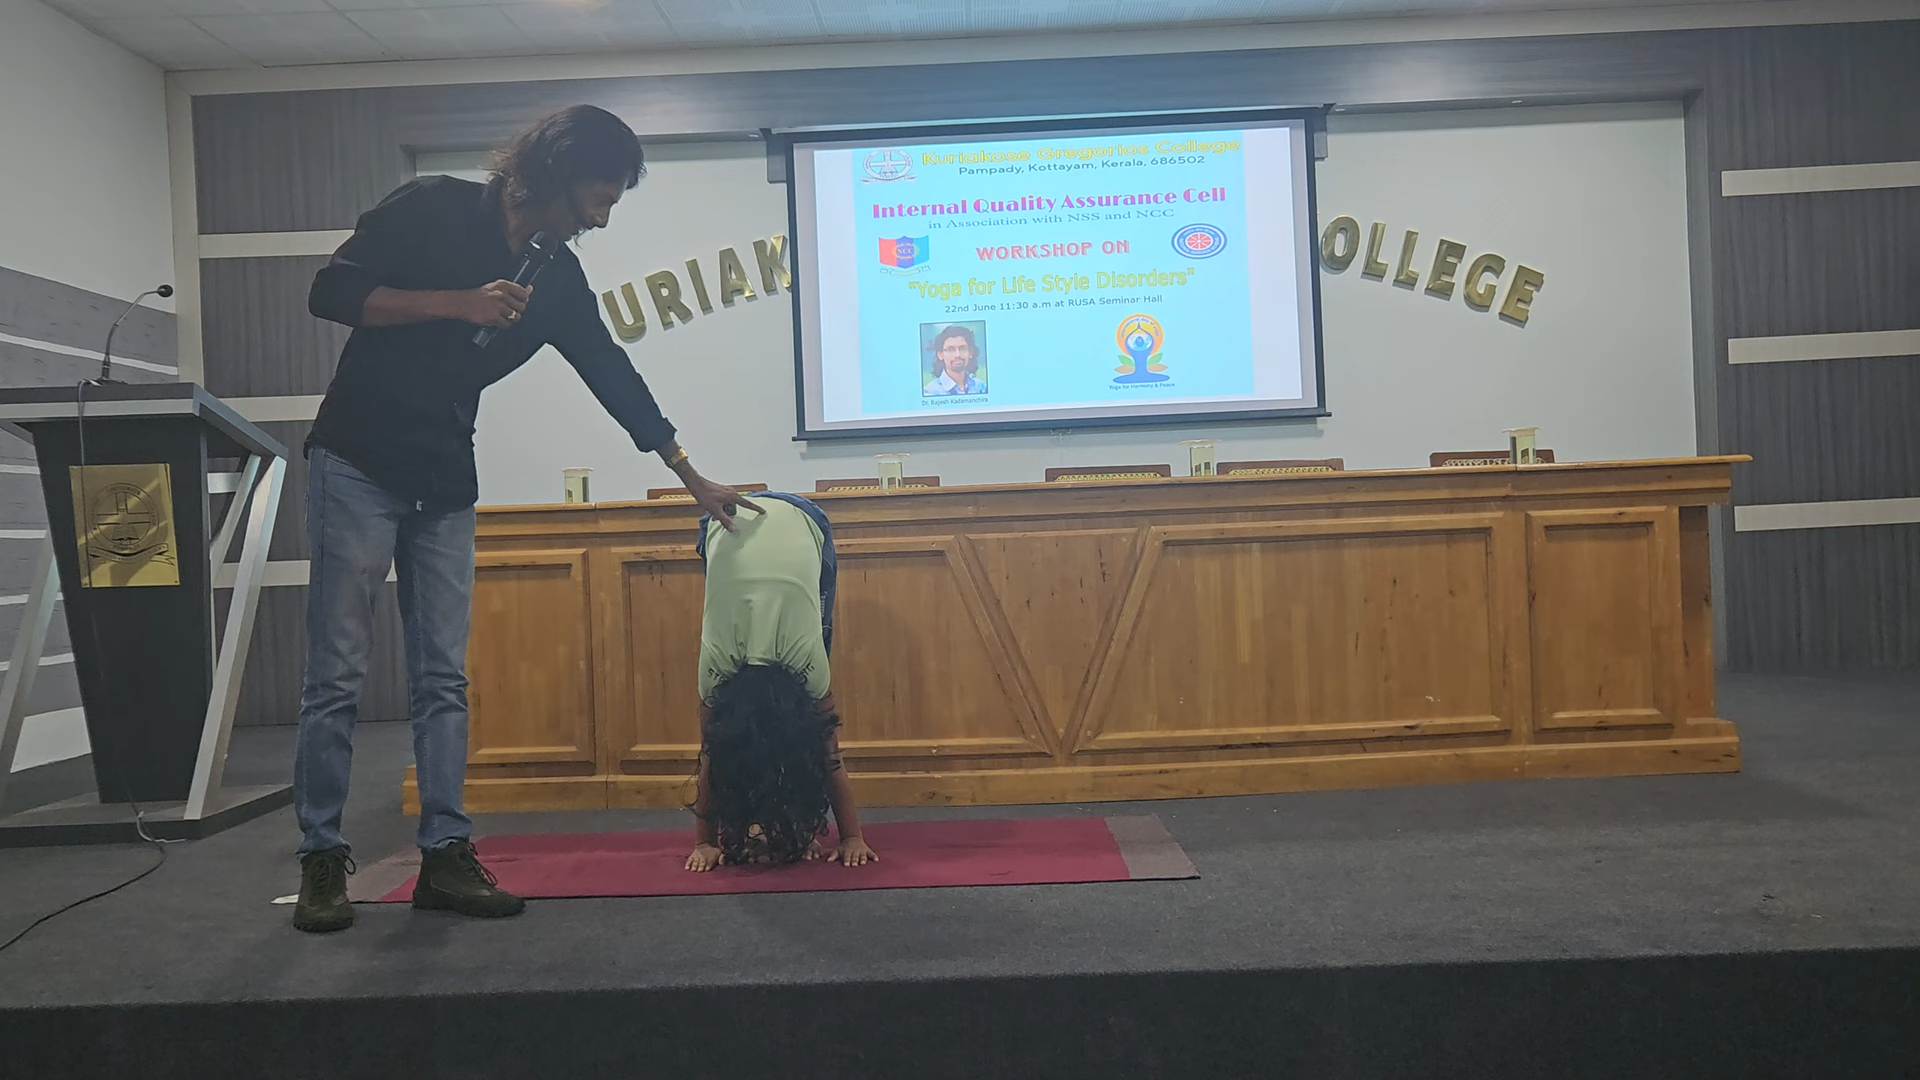 Kuriakose Gregorios College
Pampady, Kottayam, Kerala, 686502
Internal Quality Assurance Cell
in Association with NSS and NCC
NCC
WORKSHOP ON
"Yoga for Life Style Disorders"
22nd June 11:30 a.m at RUSA Seminar Hall
Dr. Rajesh Kadamanchira
Yoga for Harmony & Peace
URIAK
OLLEGE